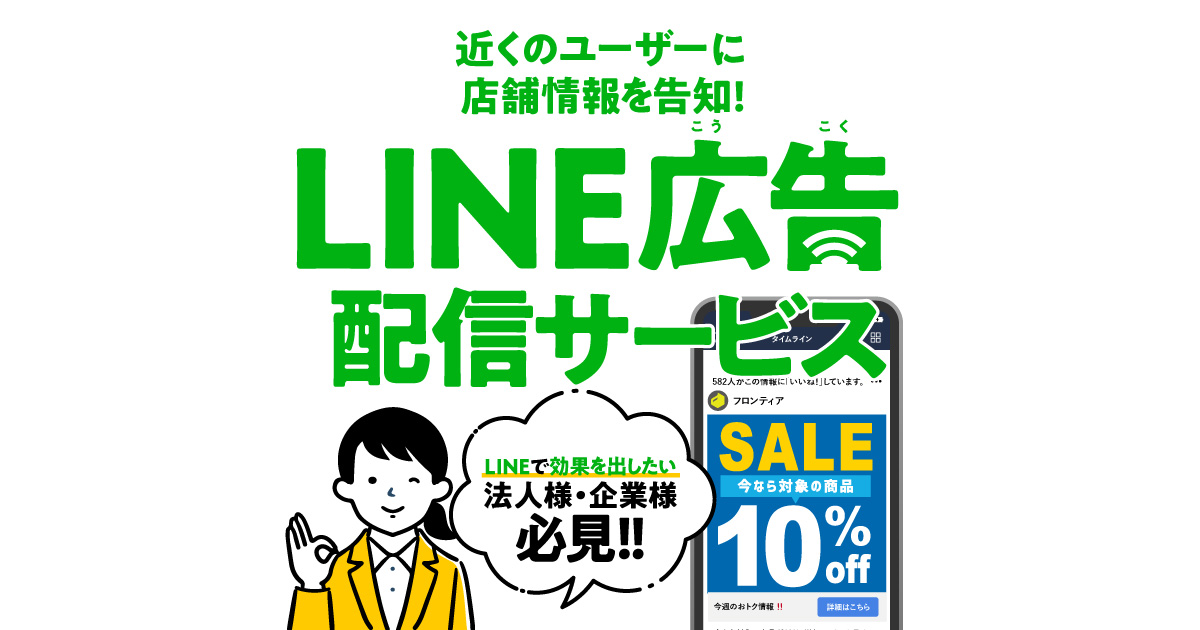 近くのユーザーに
店舗情報を告知!
こう こく
LINE広告
配信サービス
タイムライン
582人がこの情報に「いいね!」しています。
フロンティア
SALE
今なら対象の商品
10%
off
今週のおトク情報!!
詳細はこちら
LINEで効果を出したい
法人様・企業様
必見!!